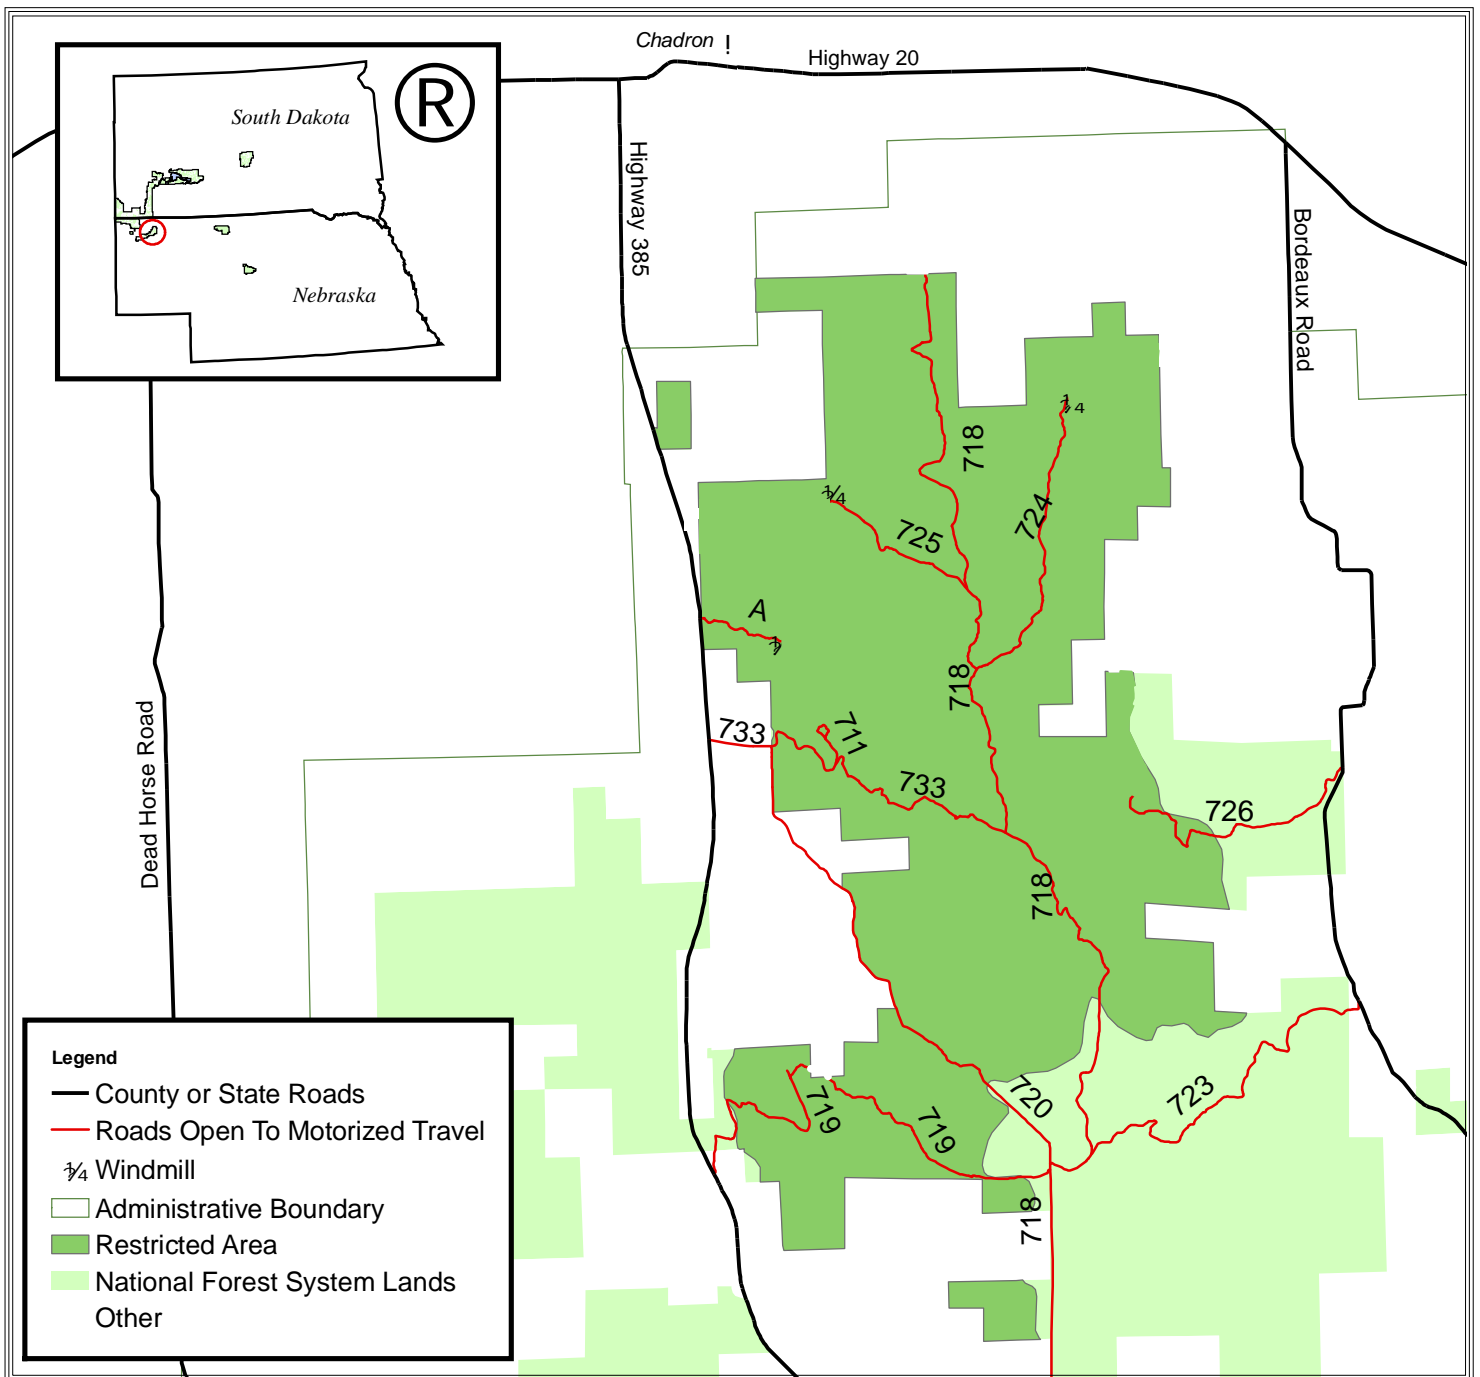 Chadron !
Highway 20
R
South Dakota
Nebraska
Highway 385
Bordeaux Road
Dead Horse Road
718
724
725
A
718
733
711
733
726
718
720
723
719
719
718
Legend
County or State Roads
Roads Open To Motorized Travel
Windmill
Administrative Boundary
Restricted Area
National Forest System Lands
Other